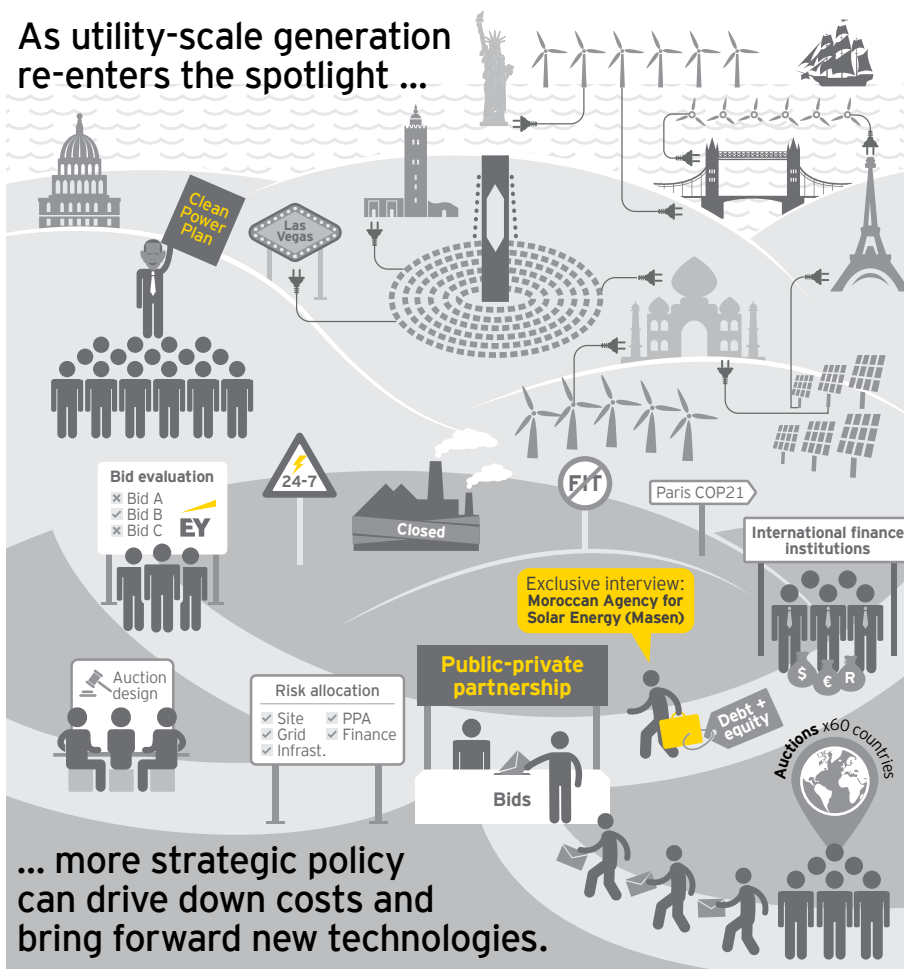 As utility-scale generation
re-enters the spotlight ...
Clean
Power
Plan
Las
Vegas
Bid evaluation
Bid A
Bid B
Bid C
EY
24-7
Closed
FIT
Paris COP21
International finance
institutions
$
€
R
Exclusive interview:
Moroccan Agency for
Solar Energy (Masen)
Auction
design
Risk allocation
Site
PPA
Grid
Finance
Infrast.
Public-private
partnership
Bids
Debt +
equity
Auctions x60 countries
... more strategic policy
can drive down costs and
bring forward new technologies.